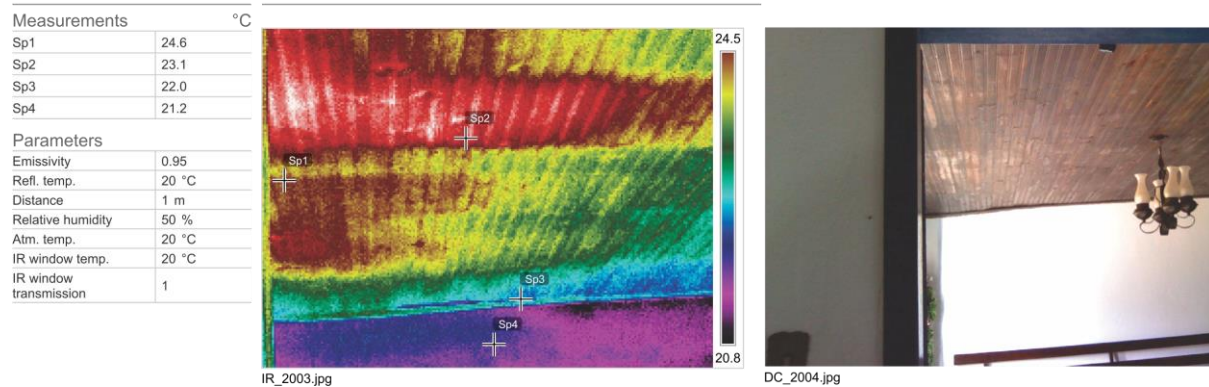 Measurements °C
Sp1 24.6
Sp2 23.1
Sp3 22.0
Sp4 21.2
Parameters
Emissivity 0.95
Refl. temp. 20 °C
Distance 1 m
Relative humidity 50 %
Atm. temp. 20 °C
IR window temp. 20 °C
IR window
transmission 1
24.5
Sp2
Sp1
Sp3
Sp4
20.8
IR_2003.jpg
DC_2004.jpg